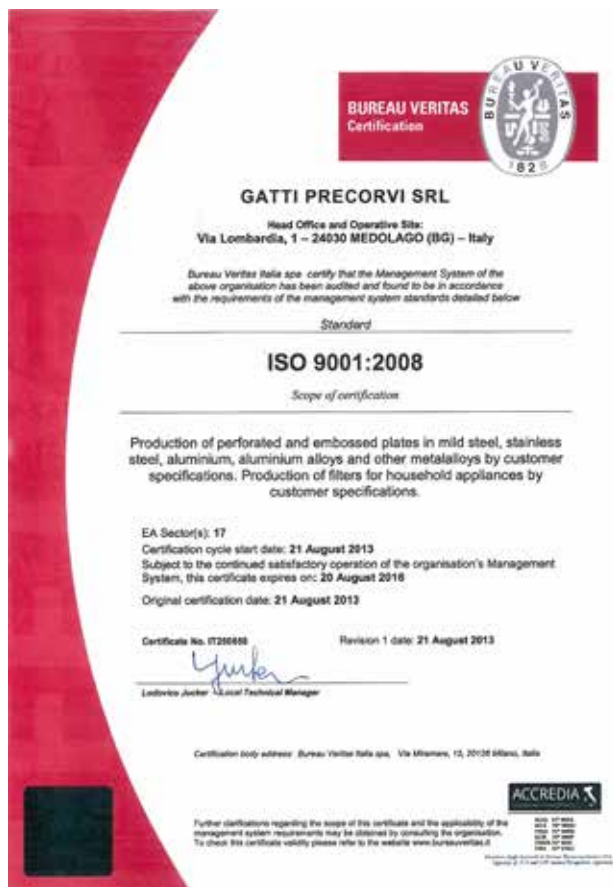 BUREAU VERITAS
Certification
BUREAU VERITAS
1828
GATTI PRECORVI SRL
Head Office and Operative Site:
Via Lombardia, 1 – 24030 MEDOLAGO (BG) – Italy
Bureau Veritas Italia spa certify that the Management System of the
above organisation has been audited and found to be in accordance
with the requirements of the management system standards detailed below
Standard
ISO 9001:2008
Scope of certification
Production of perforated and embossed plates in mild steel, stainless
steel, aluminium, aluminium alloys and other metalalloys by customer
specifications. Production of filters for household appliances by
customer specifications.
EA Sector(s): 17
Certification cycle start date: 21 August 2013
Subject to the continued satisfactory operation of the organisation's Management
System, this certificate expires on: 20 August 2016
Original certification date: 21 August 2013
Certificate No. Revision 1 date: 21 August 2013
Lodovico Jucker - Local Technical Manager
Certification body address: Bureau Veritas Italia spa, Via Miramare, 15, 20126 Milano, Italia
ACCREDIA
Further clarifications regarding the scope of this certificate and the applicability of the
management system requirements may be obtained by consulting the organisation.
To check this certificate validity please refer to the website www.bureauveritas.it